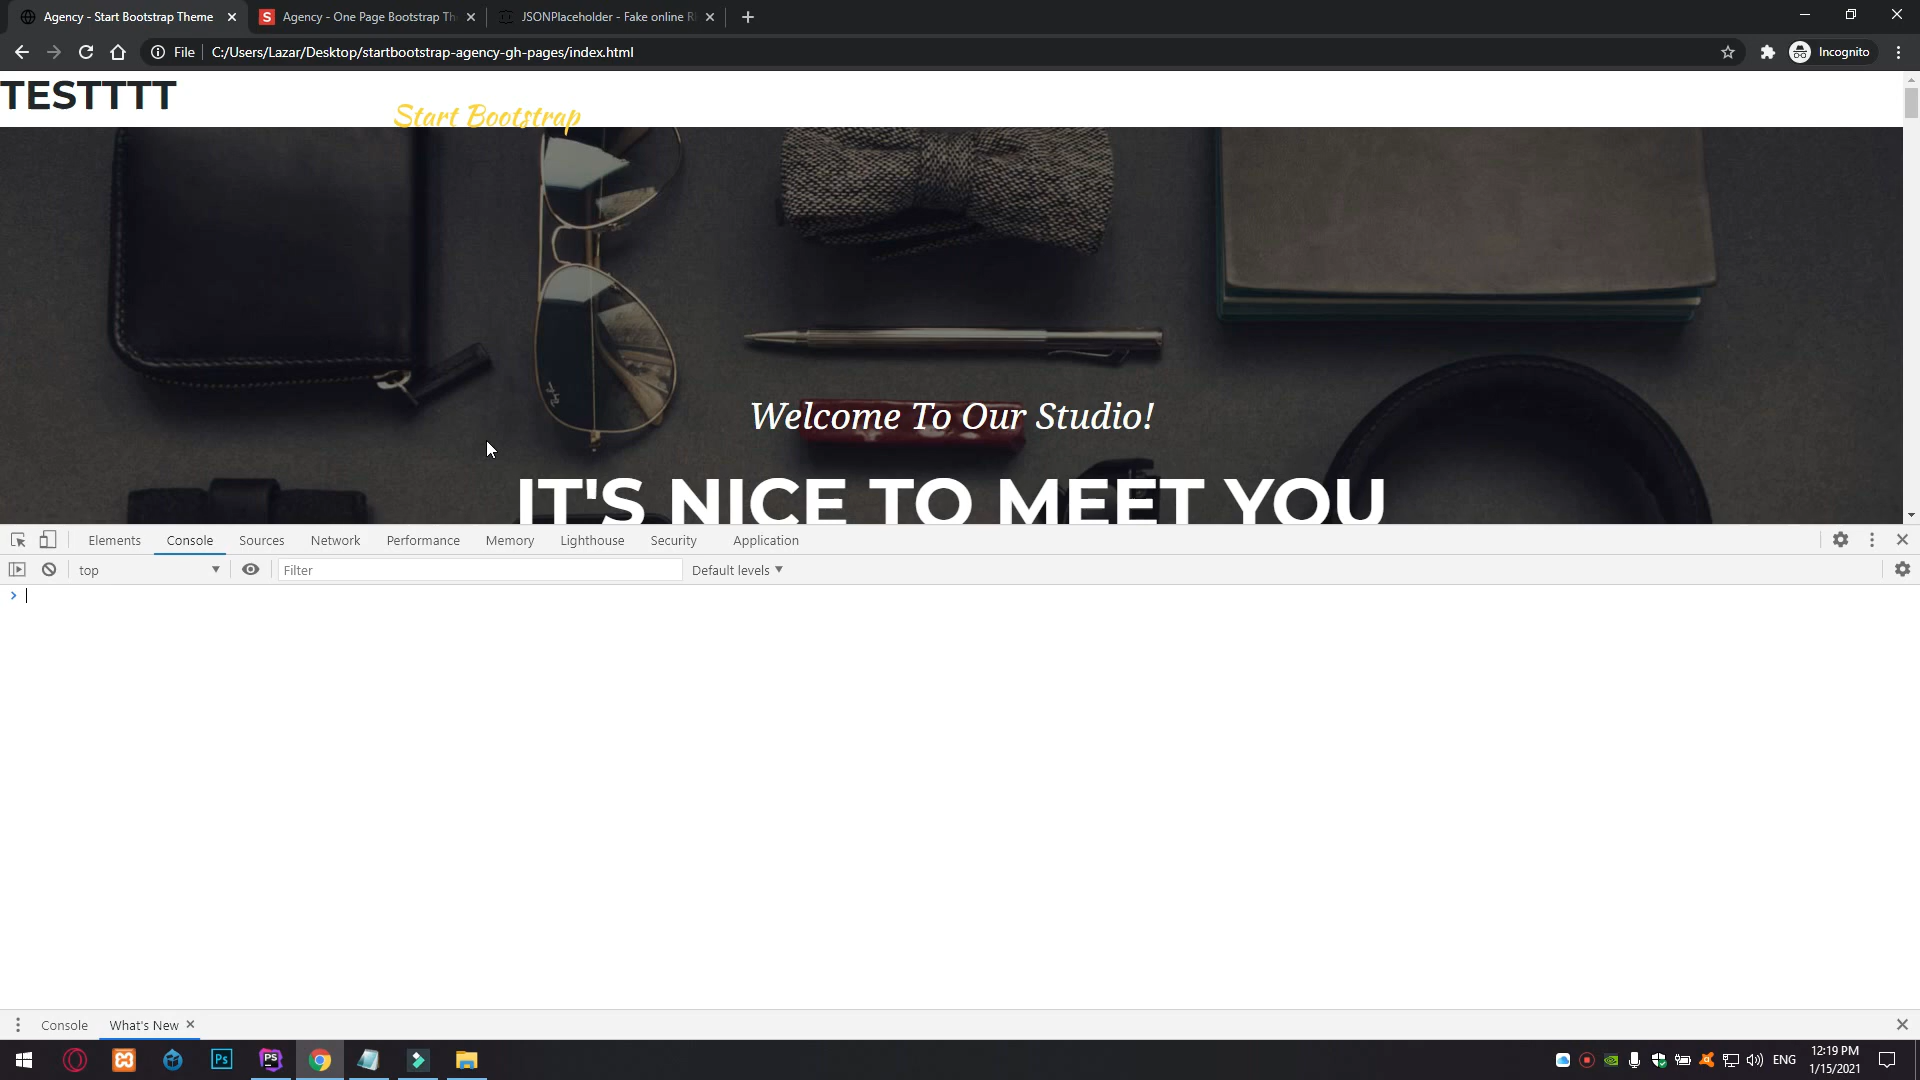 Agency - Start Bootstrap Theme
Agency - One Page Bootstrap Th
JSONPlaceholder - Fake online R
File
C:/Users/Lazar/Desktop/startbootstrap-agency-gh-pages/index.html
Incognito
TESTTTT
Start Bootstrap
Welcome To Our Studio!
IT'S NICE TO MEET YOU
Elements
Console
Sources
Network
Performance
Memory
Lighthouse
Security
Application
top
Filter
Default levels
Console
What's New
Ps
PS
ENG
12:19 PM
1/15/2021